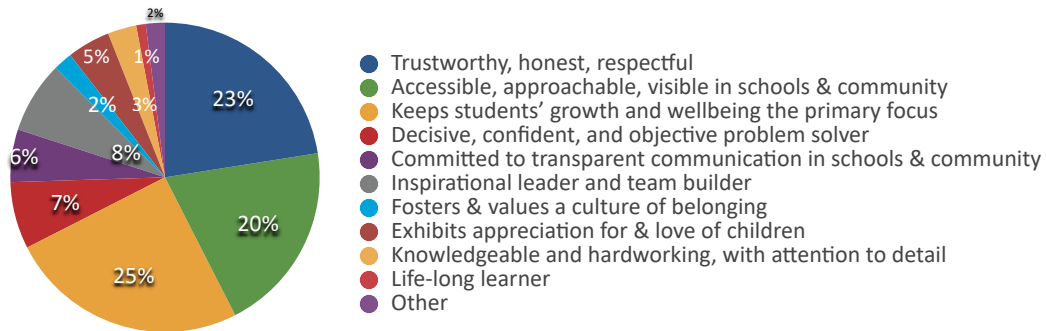 2%
5%
1%
23%
2%
3%
8%
6%
7%
20%
25%
Trustworthy, honest, respectful
Accessible, approachable, visible in schools & community
Keeps students’ growth and wellbeing the primary focus
Decisive, confident, and objective problem solver
Committed to transparent communication in schools & community
Inspirational leader and team builder
Fosters & values a culture of belonging
Exhibits appreciation for & love of children
Knowledgeable and hardworking, with attention to detail
Life-long learner
Other